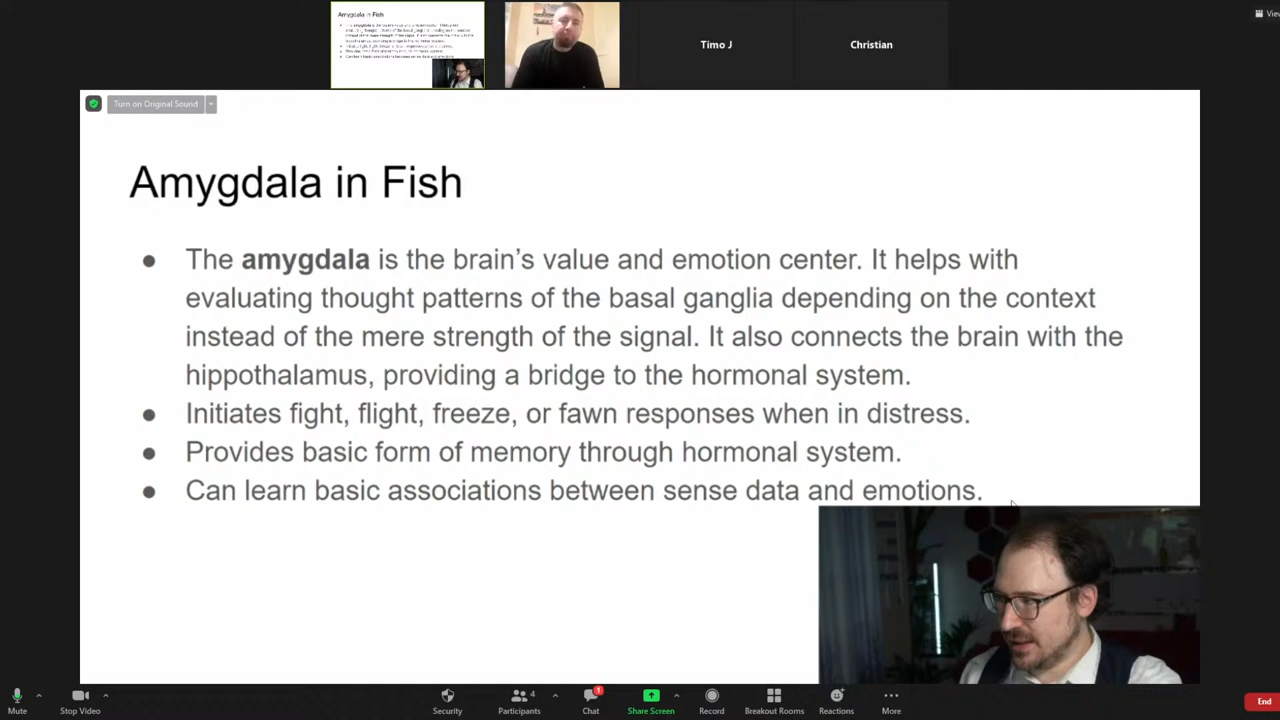 View
Timo J
Christian
Turn on Original Sound
Amygdala in Fish
● The amygdala is the brain’s value and emotion center. It helps with
evaluating thought patterns of the basal ganglia depending on the context
instead of the mere strength of the signal. It also connects the brain with the
hippothalamus, providing a bridge to the hormonal system.
● Initiates fight, flight, freeze, or fawn responses when in distress.
● Provides basic form of memory through hormonal system.
● Can learn basic associations between sense data and emotions.
Mute
Stop Video
Security
4
Participants
1
Chat
Share Screen
Record
Breakout Rooms
Reactions
More
End